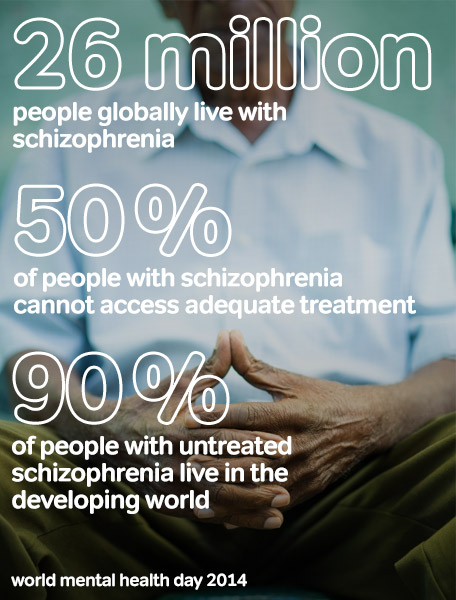 26 million
people globally live with
schizophrenia
50%
of people with schizophrenia
cannot access adequate treatment
90%
of people with untreated
schizophrenia live in the
developing world
world mental health day 2014